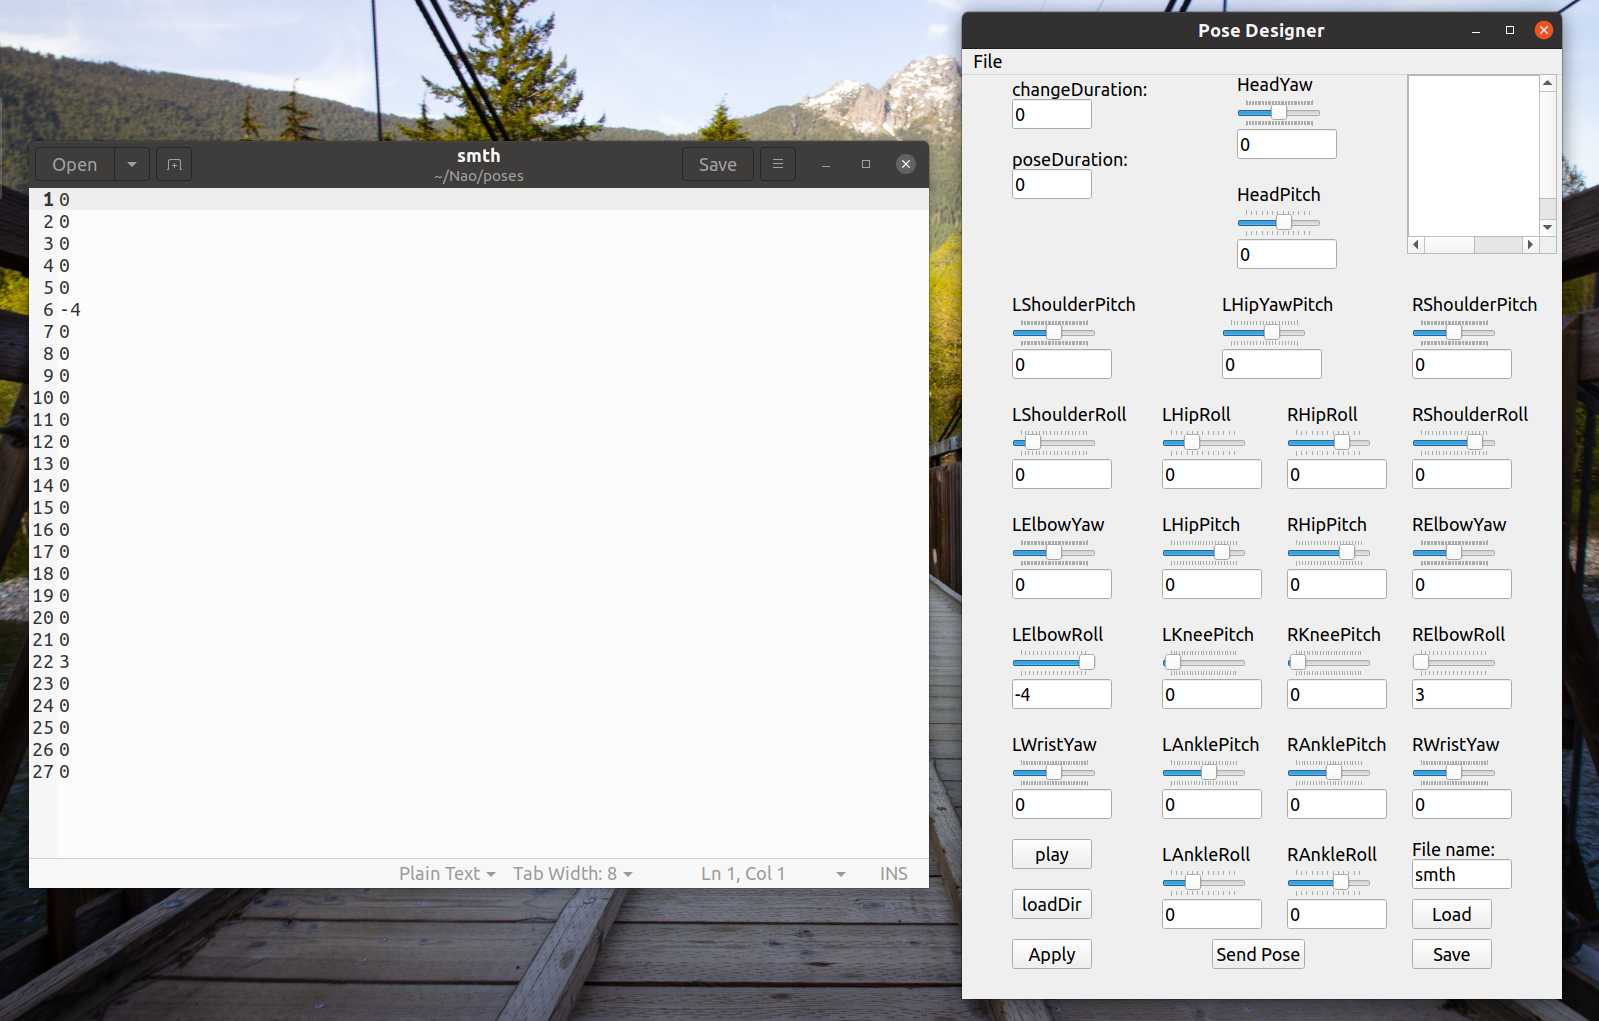 Open
smth
~/Nao/poses
Save
1 0
2 0
3 0
4 0
5 0
6 -4
7 0
8 0
9 0
10 0
11 0
12 0
13 0
14 0
15 0
16 0
17 0
18 0
19 0
20 0
21 0
22 3
23 0
24 0
25 0
26 0
27 0
Plain Text Tab Width: 8 Ln 1, Col 1 INS
Pose Designer
File
changeDuration:
0
poseDuration:
0
HeadYaw
0
HeadPitch
0
LShoulderPitch LHipYawPitch RShoulderPitch
0 0 0
LShoulderRoll LHipRoll RHipRoll RShoulderRoll
0 0 0 0
LElbowYaw LHipPitch RHipPitch RElbowYaw
0 0 0 0
LElbowRoll LKneePitch RKneePitch RElbowRoll
-4 0 0 3
LWristYaw LAnklePitch RAnklePitch RWristYaw
0 0 0 0
play LAnkleRoll RAnkleRoll File name:
smth
loadDir 0 0 Load
Apply Send Pose Save